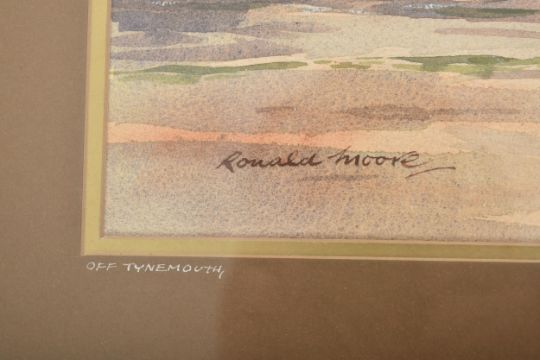 Ronald Moore
OFF TYNEMOUTH,